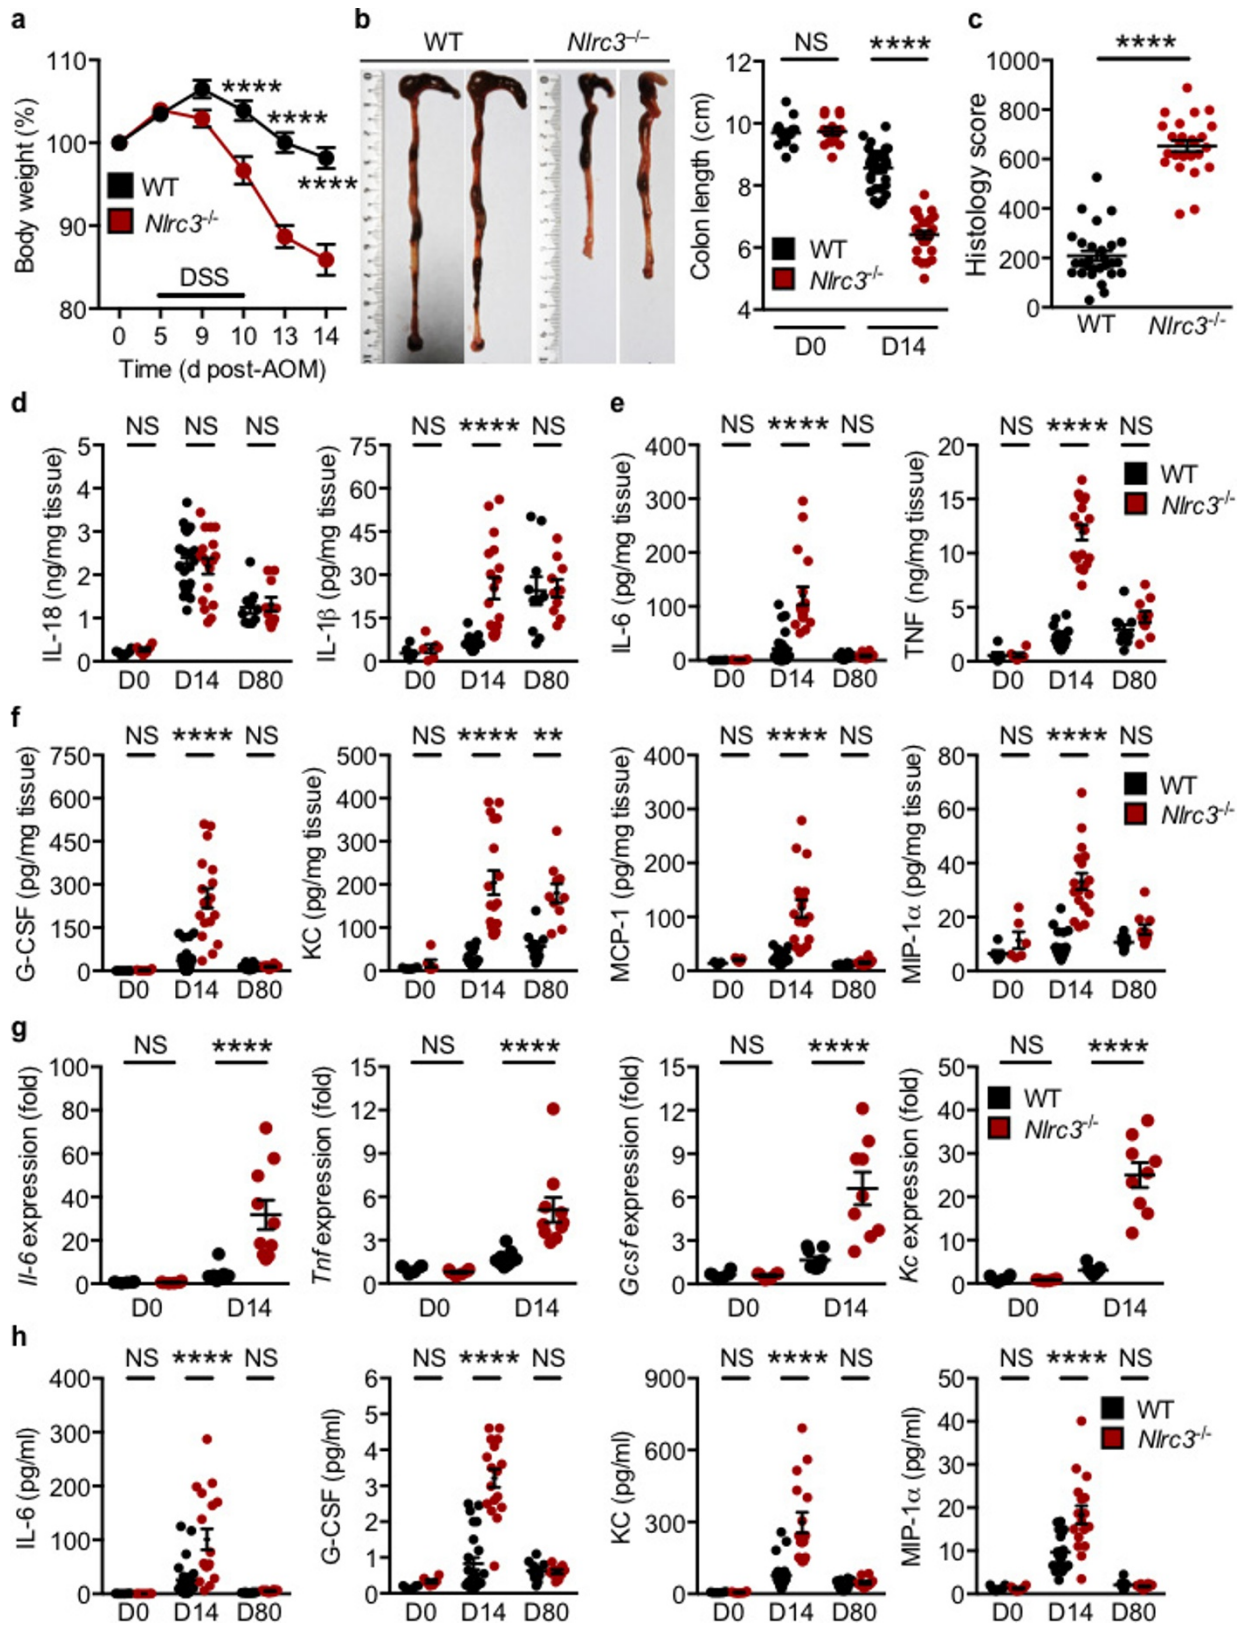 a
110
100
90
80
Body weight (%)
****
****
****
WT
Nlrc3-/-
DSS
0 5 9 10 13 14
Time (d post-AOM)
b
WT Nlrc3–/–
NS ****
12
10
8
6
4
Colon length (cm)
WT
Nlrc3-/-
D0 D14
c
****
1000
800
600
400
200
0
Histology score
WT Nlrc3-/-
d
NS NS NS
5
4
3
2
1
0
IL-18 (ng/mg tissue)
D0 D14 D80
NS **** NS
75
60
45
30
15
0
IL-1β (pg/mg tissue)
D0 D14 D80
e
NS **** NS
400
300
200
100
0
IL-6 (pg/mg tissue)
D0 D14 D80
NS **** NS
20
15
10
5
0
TNF (ng/mg tissue)
WT
Nlrc3-/-
D0 D14 D80
f
NS **** NS
750
600
450
300
150
0
G-CSF (pg/mg tissue)
D0 D14 D80
NS **** **
500
400
300
200
100
0
KC (pg/mg tissue)
D0 D14 D80
NS **** NS
400
300
200
100
0
MCP-1 (pg/mg tissue)
D0 D14 D80
NS **** NS
80
60
40
20
0
MIP-1α (pg/mg tissue)
WT
Nlrc3-/-
D0 D14 D80
g
NS ****
100
80
60
40
20
0
Il-6 expression (fold)
D0 D14
NS ****
15
12
9
6
3
0
Tnf expression (fold)
D0 D14
NS ****
15
12
9
6
3
0
Gcsf expression (fold)
D0 D14
NS ****
50
40
30
20
10
0
Kc expression (fold)
WT
Nlrc3-/-
D0 D14
h
NS **** NS
400
300
200
100
0
IL-6 (pg/ml)
D0 D14 D80
NS **** NS
6
5
4
3
2
1
0
G-CSF (pg/ml)
D0 D14 D80
NS **** NS
900
600
300
0
KC (pg/ml)
D0 D14 D80
NS **** NS
50
40
30
20
10
0
MIP-1α (pg/ml)
WT
Nlrc3-/-
D0 D14 D80